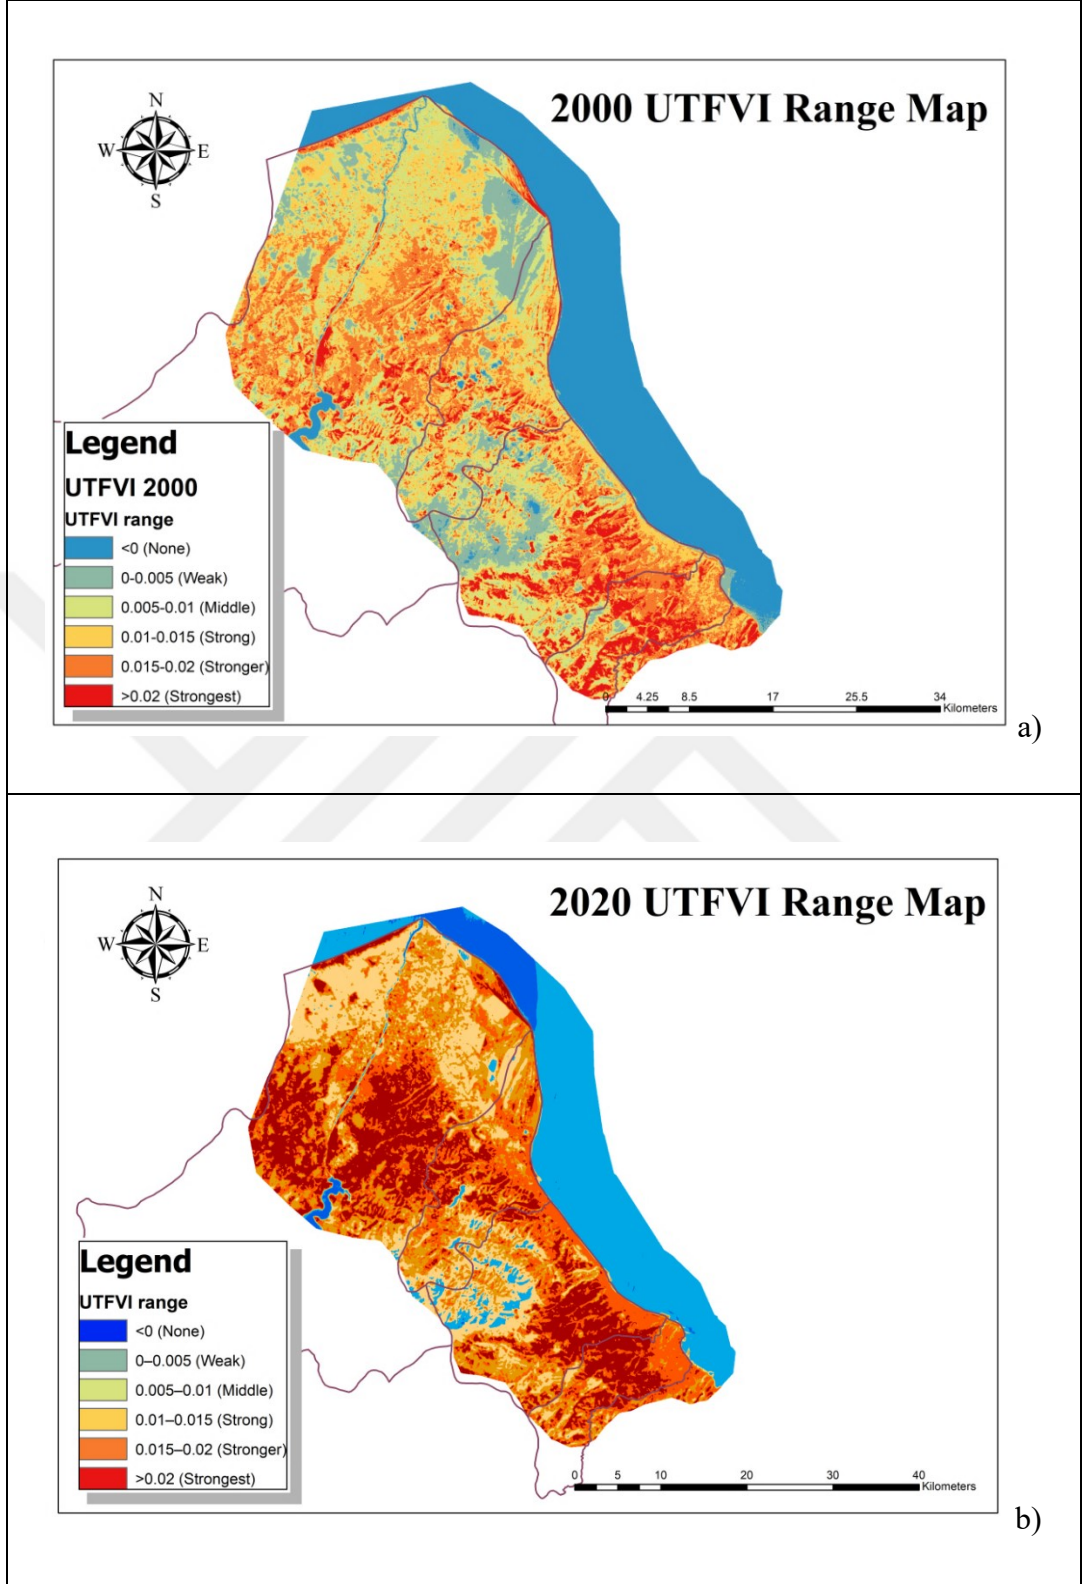 2000 UTFVI Range Map
N
W E
S
Legend
UTFVI 2000
UTFVI range
<0 (None)
0-0.005 (Weak)
0.005-0.01 (Middle)
0.01-0.015 (Strong)
0.015-0.02 (Stronger)
>0.02 (Strongest)
0 4.25 8.5 17 25.5 34
Kilometers
a)
2020 UTFVI Range Map
N
W E
S
Legend
UTFVI range
<0 (None)
0–0.005 (Weak)
0.005–0.01 (Middle)
0.01–0.015 (Strong)
0.015–0.02 (Stronger)
>0.02 (Strongest)
0 5 10 20 30 40
Kilometers
b)